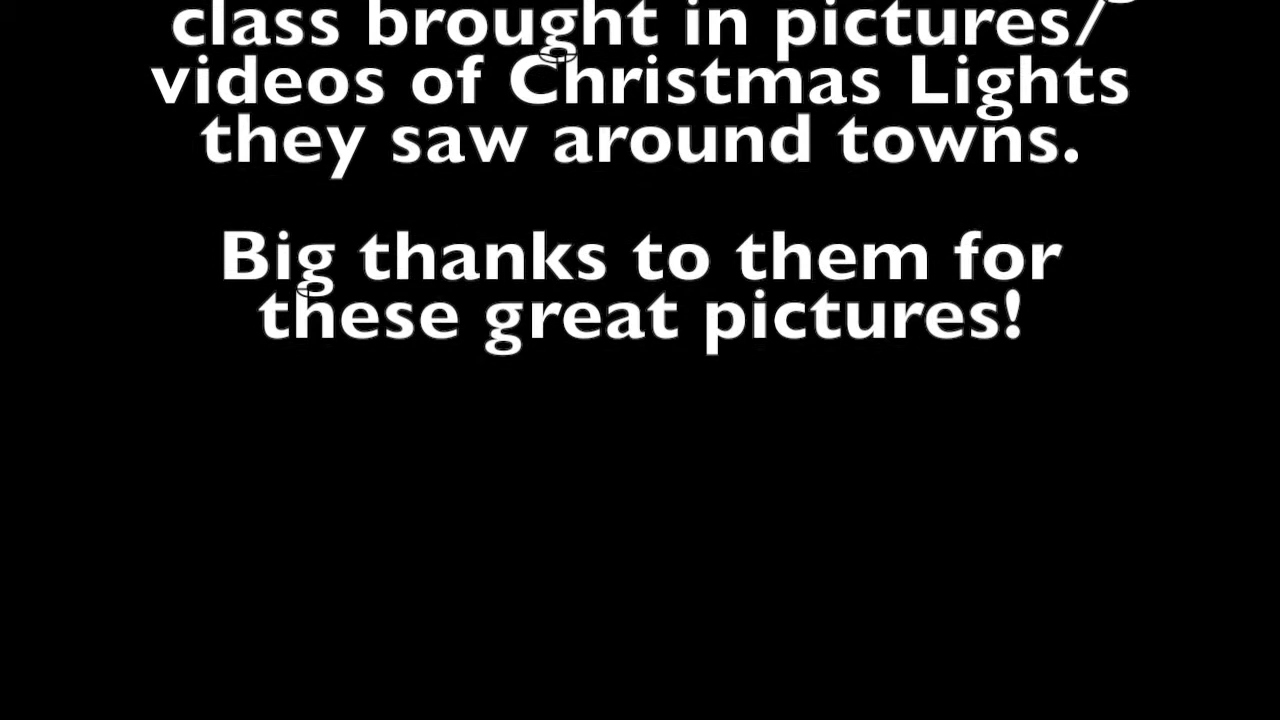 class brought in pictures/
videos of Christmas Lights
they saw around towns.
Big thanks to them for
these great pictures!